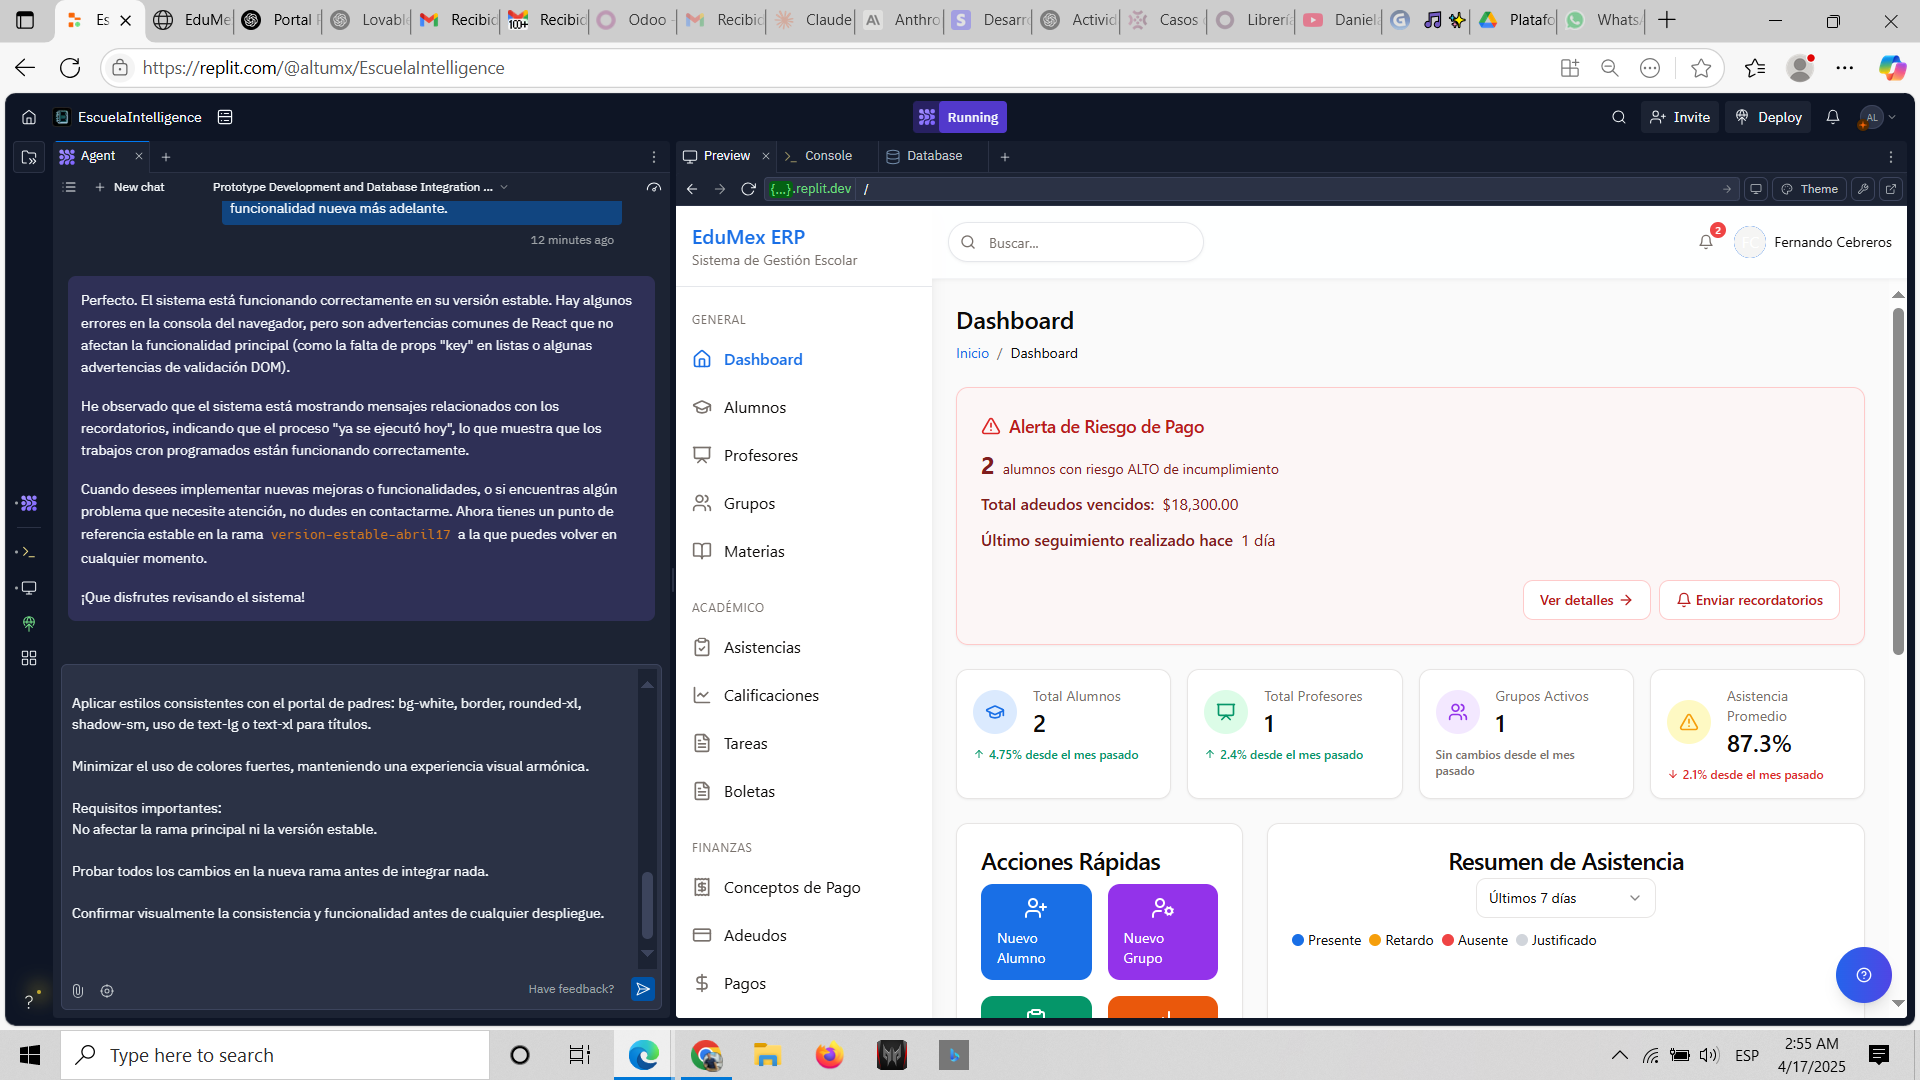 Es
EduMe
Portal
Lovable
Recibid
100+
Recibid
Odoo
Recibid
Claude
Anthro
Desarro
Activid
Casos
Librerí
Daniela
Platafo
Whats
https://replit.com/@altumx/EscuelaIntelligence
EscuelaIntelligence
Running
Invite
Deploy
AL
Agent
Preview
Console
Database
New chat
Prototype Development and Database Integration ...
{...}.replit.dev /
Theme
funcionalidad nueva más adelante.
12 minutes ago
Perfecto. El sistema está funcionando correctamente en su versión estable. Hay algunos
errores en la consola del navegador, pero son advertencias comunes de React que no
afectan la funcionalidad principal (como la falta de props "key" en listas o algunas
advertencias de validación DOM).
He observado que el sistema está mostrando mensajes relacionados con los
recordatorios, indicando que el proceso "ya se ejecutó hoy", lo que muestra que los
trabajos cron programados están funcionando correctamente.
Cuando desees implementar nuevas mejoras o funcionalidades, o si encuentras algún
problema que necesite atención, no dudes en contactarme. Ahora tienes un punto de
referencia estable en la rama version-estable-abril17 a la que puedes volver en
cualquier momento.
¡Que disfrutes revisando el sistema!
Aplicar estilos consistentes con el portal de padres: bg-white, border, rounded-xl,
shadow-sm, uso de text-lg o text-xl para títulos.
Minimizar el uso de colores fuertes, manteniendo una experiencia visual armónica.
Requisitos importantes:
No afectar la rama principal ni la versión estable.
Probar todos los cambios en la nueva rama antes de integrar nada.
Confirmar visualmente la consistencia y funcionalidad antes de cualquier despliegue.
Have feedback?
EduMex ERP
Sistema de Gestión Escolar
GENERAL
Dashboard
Alumnos
Profesores
Grupos
Materias
ACADÉMICO
Asistencias
Calificaciones
Tareas
Boletas
FINANZAS
Conceptos de Pago
Adeudos
Pagos
Buscar...
2
FC
Fernando Cebreros
Dashboard
Inicio / Dashboard
Alerta de Riesgo de Pago
2 alumnos con riesgo ALTO de incumplimiento
Total adeudos vencidos: $18,300.00
Último seguimiento realizado hace 1 día
Ver detalles
Enviar recordatorios
Total Alumnos
2
↑ 4.75% desde el mes pasado
Total Profesores
1
↑ 2.4% desde el mes pasado
Grupos Activos
1
Sin cambios desde el mes
pasado
Asistencia
Promedio
87.3%
↓ 2.1% desde el mes pasado
Acciones Rápidas
Nuevo
Alumno
Nuevo
Grupo
Resumen de Asistencia
Últimos 7 días
Presente
Retardo
Ausente
Justificado
Type here to search
ESP
2:55 AM
4/17/2025